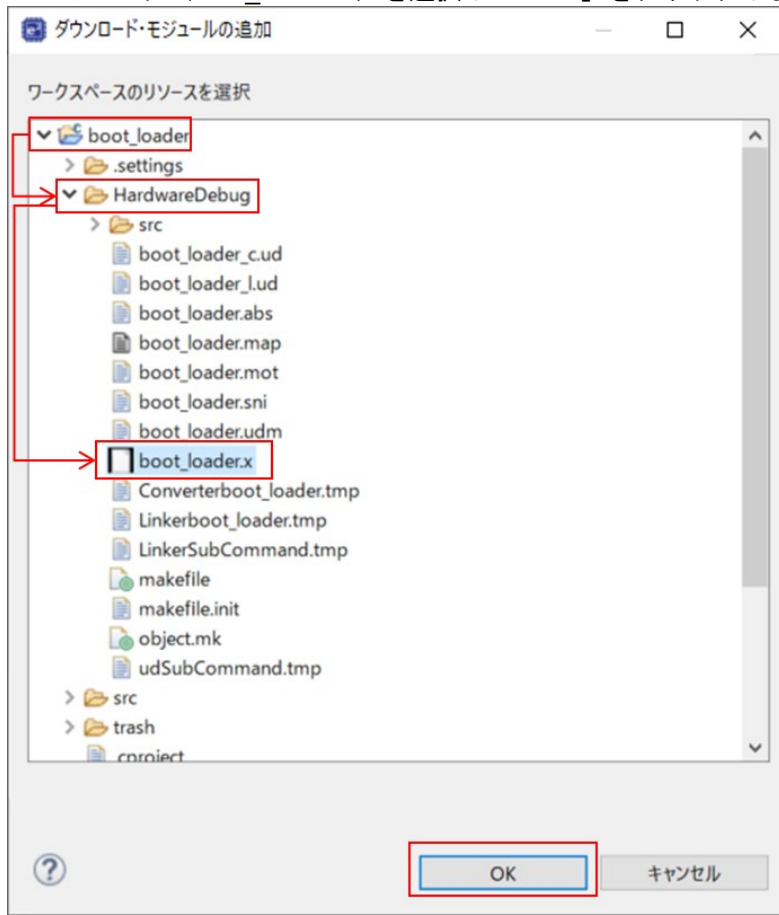 ダウンロード・モジュールの追加
ワークスペースのリソースを選択
boot_loader
.settings
HardwareDebug
src
boot_loader_c.ud
boot_loader_l.ud
boot_loader.abs
boot_loader.map
boot_loader.mot
boot_loader.sni
boot_loader.udm
boot_loader.x
Converterboot_loader.tmp
Linkerboot_loader.tmp
LinkerSubCommand.tmp
makefile
makefile.init
object.mk
udSubCommand.tmp
src
trash
.cproject
OK
キャンセル